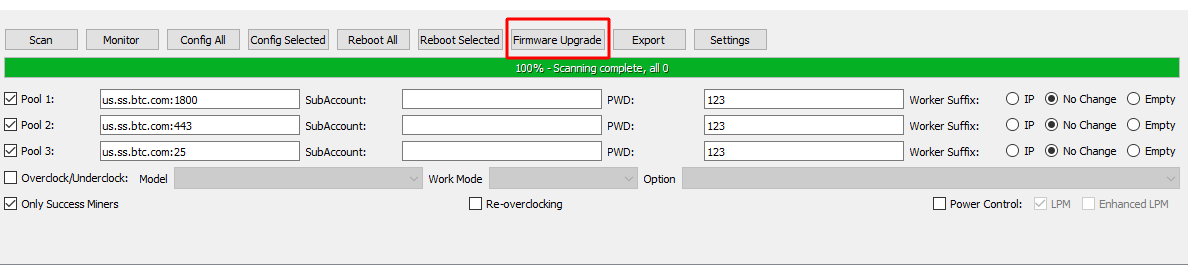 Scan Monitor Config All Config Selected Reboot All Reboot Selected Firmware Upgrade Export Settings
100% - Scanning complete, all 0
Pool 1: us.ss.btc.com:1800 SubAccount: PWD: 123 Worker Suffix: IP No Change Empty
Pool 2: us.ss.btc.com:443 SubAccount: PWD: 123 Worker Suffix: IP No Change Empty
Pool 3: us.ss.btc.com:25 SubAccount: PWD: 123 Worker Suffix: IP No Change Empty
Overclock/Underclock: Model Work Mode Option
Only Success Miners Re-overclocking Power Control: LPM Enhanced LPM